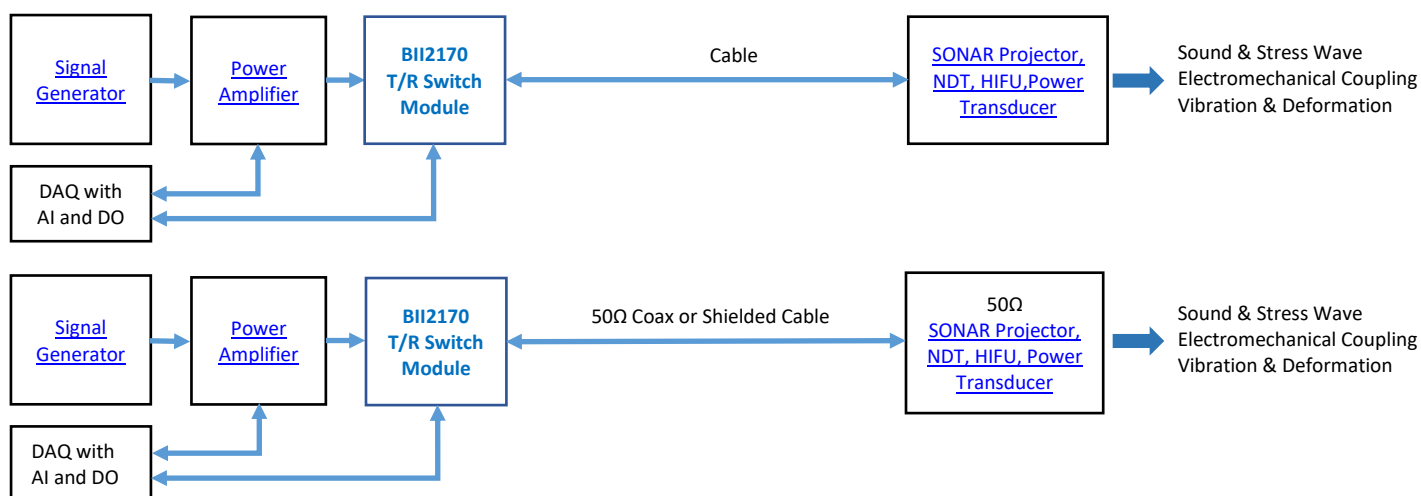 Signal
Generator
Power
Amplifier
BII2170
T/R Switch
Module
Cable
SONAR Projector,
NDT, HIFU,Power
Transducer
Sound & Stress Wave
Electromechanical Coupling
Vibration & Deformation
DAQ with
AI and DO
Signal
Generator
Power
Amplifier
BII2170
T/R Switch
Module
50Ω Coax or Shielded Cable
50Ω
SONAR Projector,
NDT, HIFU, Power
Transducer
Sound & Stress Wave
Electromechanical Coupling
Vibration & Deformation
DAQ with
AI and DO